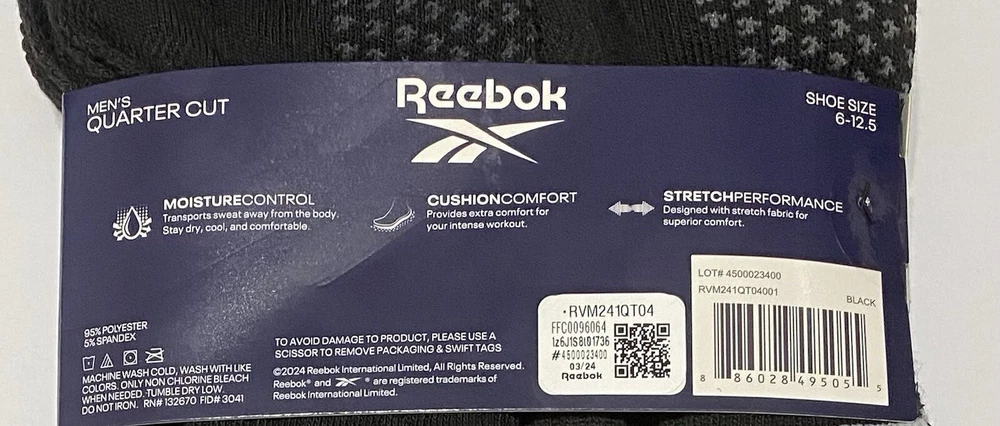 MEN'S
QUARTER CUT
Reebok
SHOE SIZE
6-12.5
MOISTURECONTROL
Transports sweat away from the body.
Stay dry, cool, and comfortable.
CUSHIONCOMFORT
Provides extra comfort for
your intense workout.
STRETCHPERFORMANCE
Designed with stretch fabric for
superior comfort.
95% POLYESTER
5% SPANDEX
MACHINE WASH COLD, WASH WITH LIKE
COLORS. ONLY NON CHLORINE BLEACH
WHEN NEEDED. TUMBLE DRY LOW.
DO NOT IRON. RN# 132670 FID# 3041
TO AVOID DAMAGE TO PRODUCT, PLEASE USE A
SCISSOR TO REMOVE PACKAGING & SWIFT TAGS
©2024 Reebok International Limited, All Rights Reserved.
Reebok® and ® are registered trademarks of
Reebok International Limited.
·RVM241QT04
FFC0096064
1z6J1S8L01736
#4500023400
03/24
Reebok
LOT# 4500023400
RVM241QT04001
BLACK
8 86028 49505 5